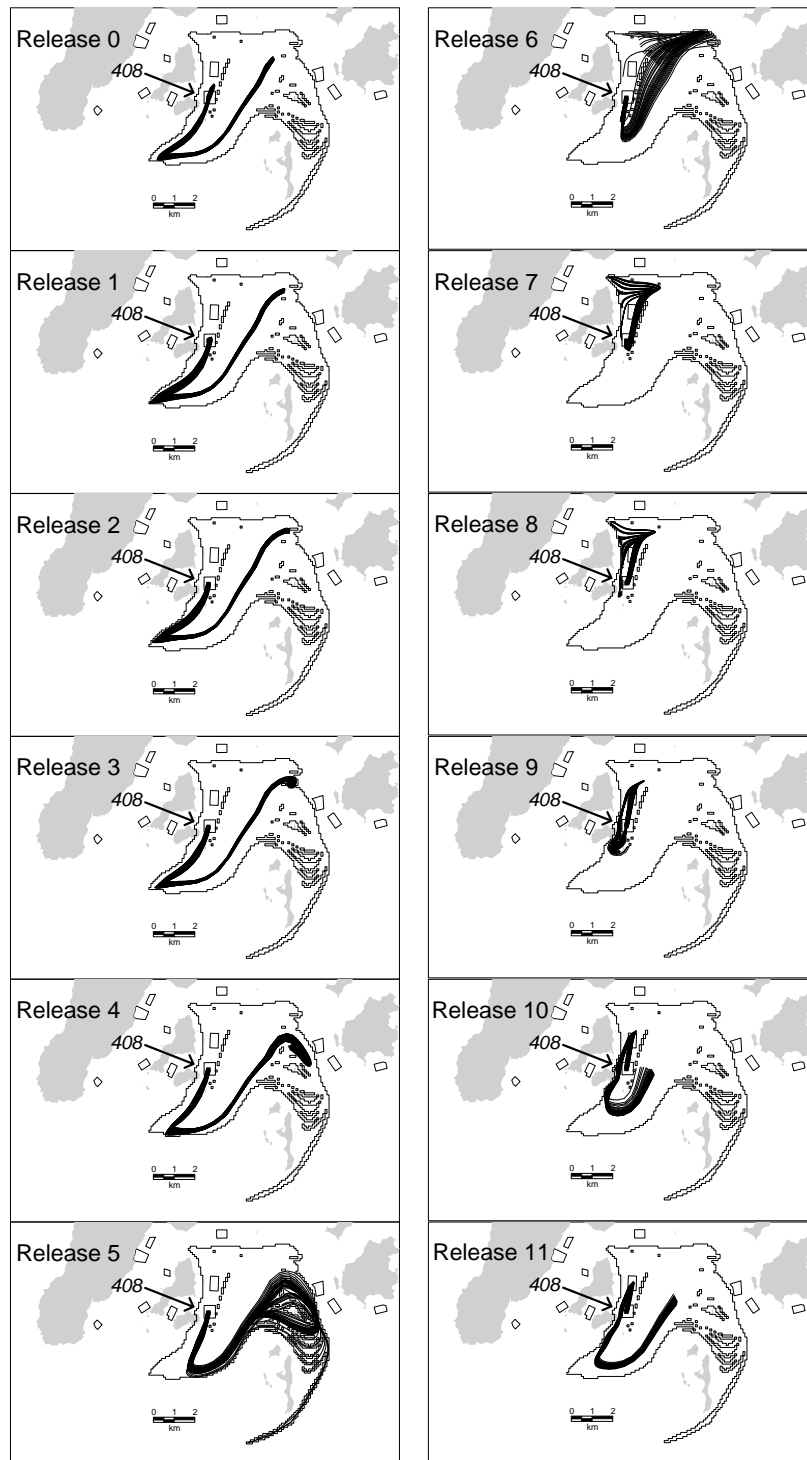 Release 0
408
0 1 2
km
Release 1
408
0 1 2
km
Release 2
408
0 1 2
km
Release 3
408
0 1 2
km
Release 4
408
0 1 2
km
Release 5
408
0 1 2
km
Release 6
408
0 1 2
km
Release 7
408
0 1 2
km
Release 8
408
0 1 2
km
Release 9
408
0 1 2
km
Release 10
408
0 1 2
km
Release 11
408
0 1 2
km